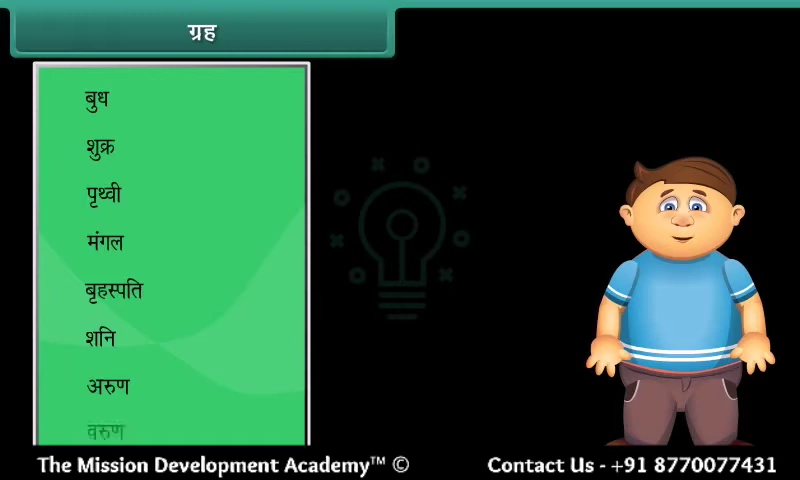 ग्रह
बुध
शुक्र
पृथ्वी
मंगल
बृहस्पति
शनि
अरुण
वरुण
The Mission Development Academy™ ©
Contact Us - +91 8770077431